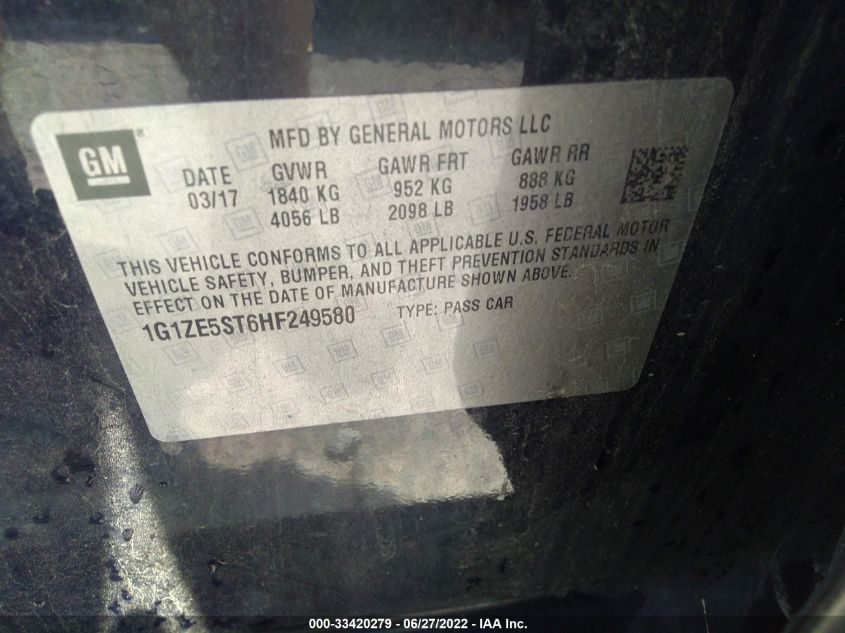 GM®
MFD BY GENERAL MOTORS LLC
DATE GVWR GAWR FRT GAWR RR
03/17 1840 KG 952 KG 888 KG
4056 LB 2098 LB 1958 LB
THIS VEHICLE CONFORMS TO ALL APPLICABLE U.S. FEDERAL MOTOR
VEHICLE SAFETY, BUMPER, AND THEFT PREVENTION STANDARDS IN
EFFECT ON THE DATE OF MANUFACTURE SHOWN ABOVE.
1G1ZE5ST6HF249580 TYPE: PASS CAR
000-33420279 - 06/27/2022 - IAA Inc.